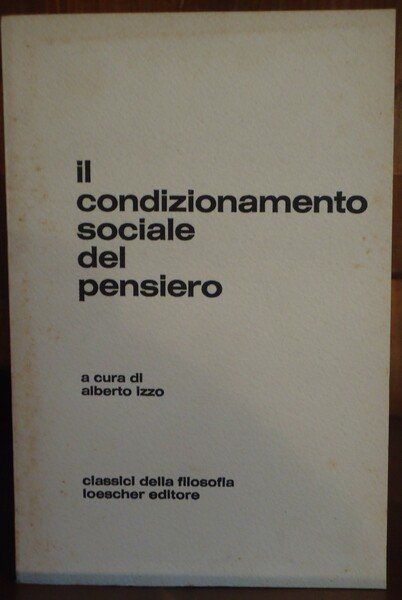 il
condizionamento
sociale
del
pensiero
a cura di
alberto izzo
classici della filosofia
loescher editore